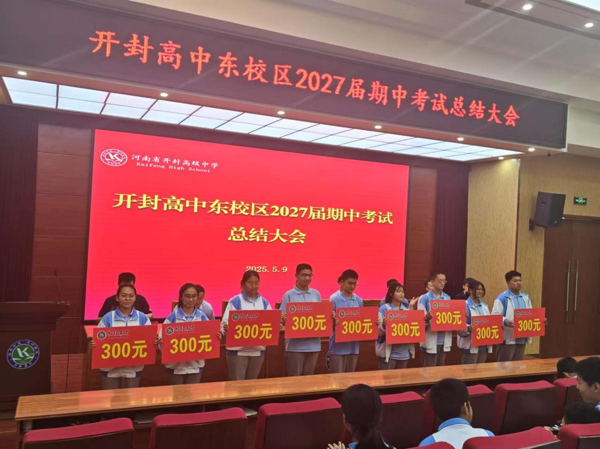 开封高中东校区2027届期中考试总结大会
河南省开封高级中学
Kaifeng High School
开封高中东校区2027届期中考试
总结大会
2025.5.9
300元
300元
300元
300元
300元
300元
300元
300元
300元